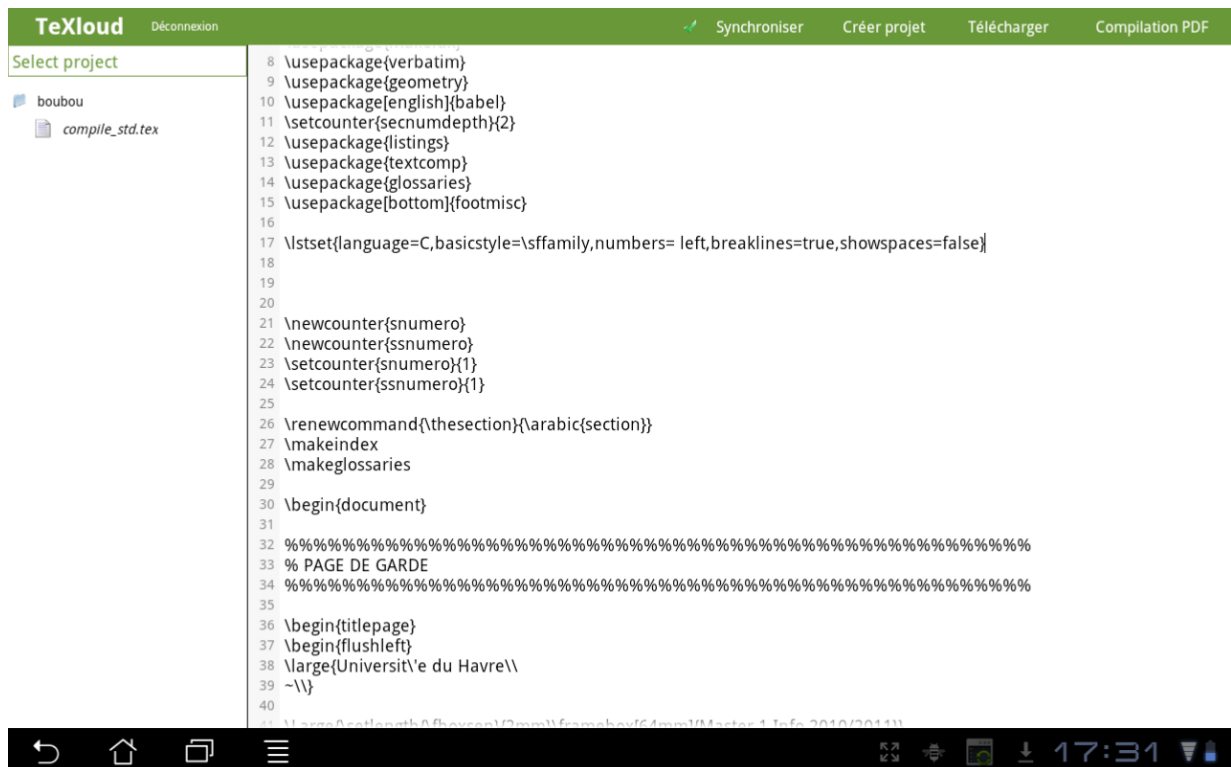 TeXloud Déconnexion Synchroniser Créer projet Télécharger Compilation PDF
Select project
boubou
compile_std.tex
8 \usepackage{verbatim}
9 \usepackage{geometry}
10 \usepackage[english]{babel}
11 \setcounter{secnumdepth}{2}
12 \usepackage{listings}
13 \usepackage{textcomp}
14 \usepackage{glossaries}
15 \usepackage[bottom]{footmisc}
16
17 \lstset{language=C,basicstyle=\sffamily,numbers= left,breaklines=true,showspaces=false}
18
19
20
21 \newcounter{snumero}
22 \newcounter{ssnumero}
23 \setcounter{snumero}{1}
24 \setcounter{ssnumero}{1}
25
26 \renewcommand{\thesection}{\arabic{section}}
27 \makeindex
28 \makeglossaries
29
30 \begin{document}
31
32 %%%%%%%%%%%%%%%%%%%%%%%%%%%%%%%%%%%%%%%%%%%%%%%%%%%%
33 % PAGE DE GARDE
34 %%%%%%%%%%%%%%%%%%%%%%%%%%%%%%%%%%%%%%%%%%%%%%%%%%%%
35
36 \begin{titlepage}
37 \begin{flushleft}
38 \large{Universit\'e du Havre\\
39 ~\\}
40
41
17:31